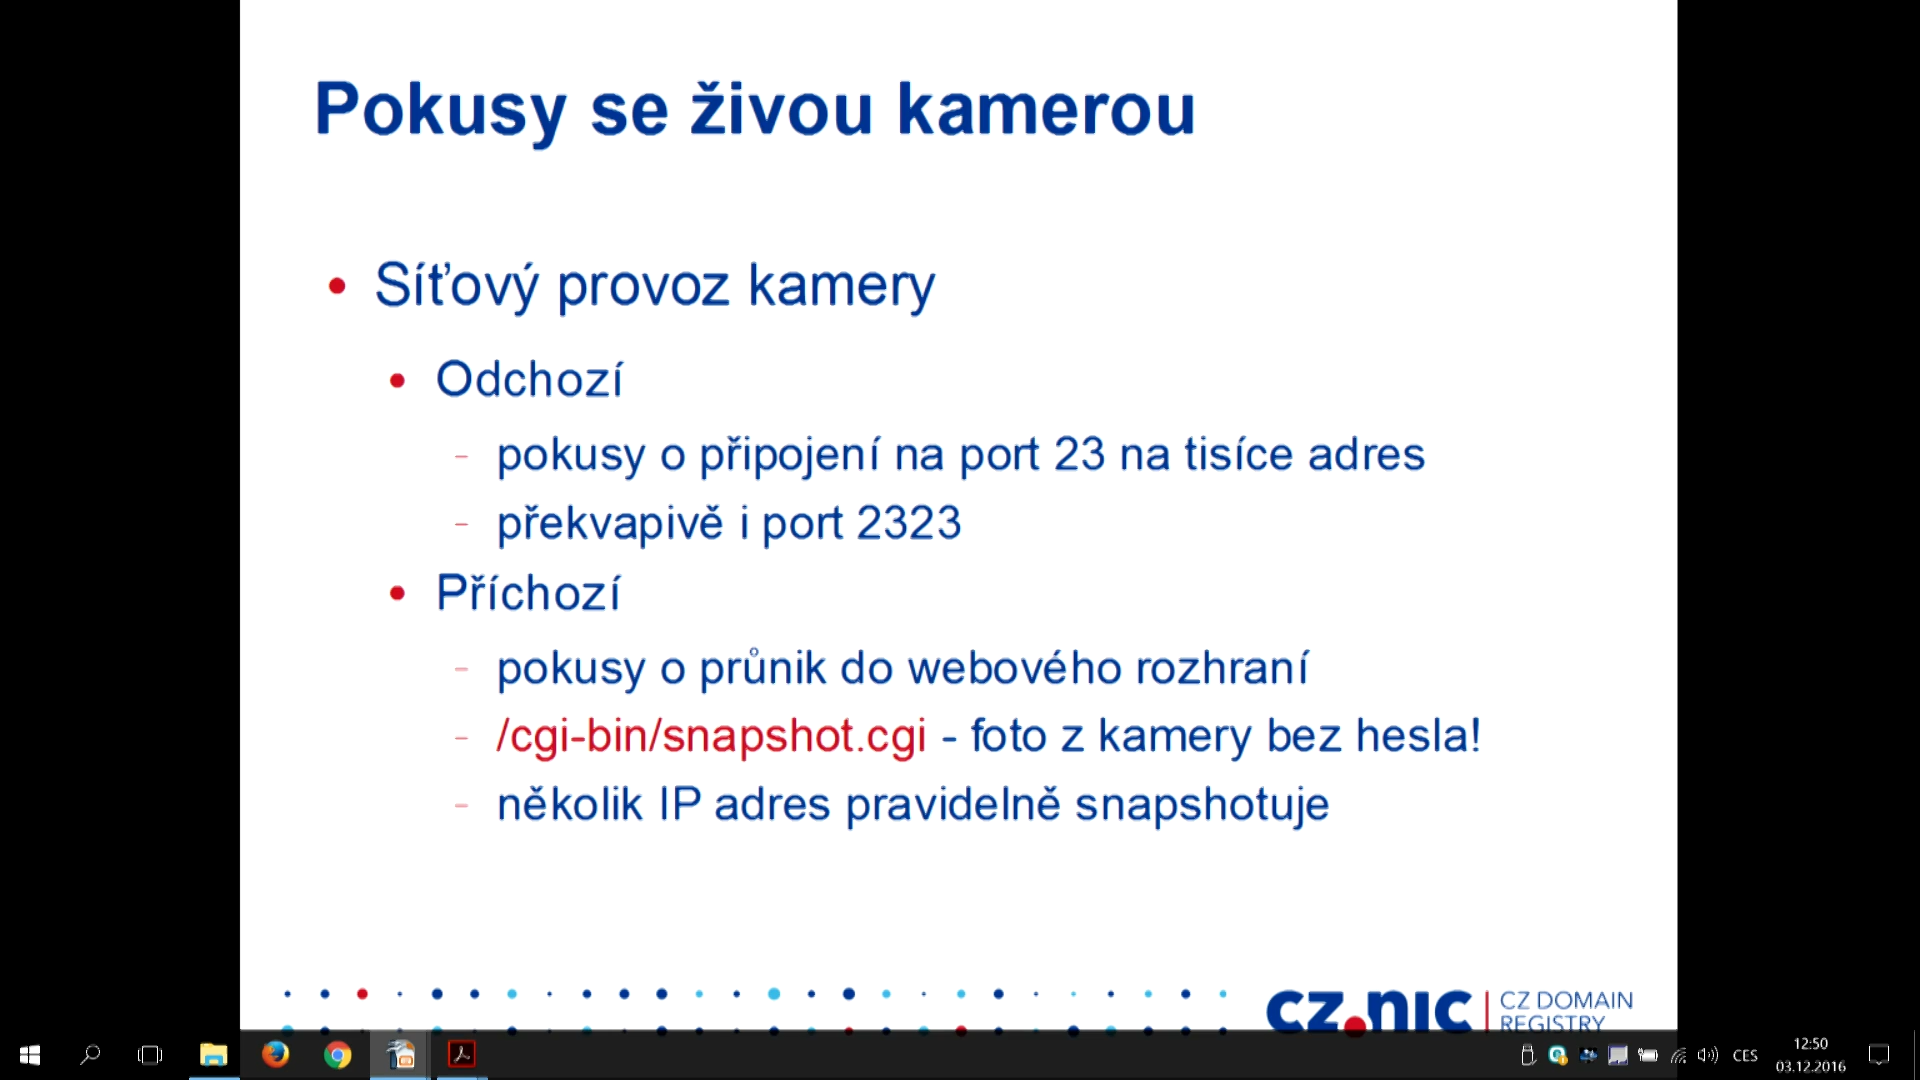 Pokusy se živou kamerou
Síťový provoz kamery
Odchozí
pokusy o připojení na port 23 na tisíce adres
překvapivě i port 2323
Příchozí
pokusy o průnik do webového rozhraní
/cgi-bin/snapshot.cgi - foto z kamery bez hesla!
několik IP adres pravidelně snapshotuje
CZ.NIC
CZ DOMAIN
REGISTRY
CES
12:50
03.12.2016